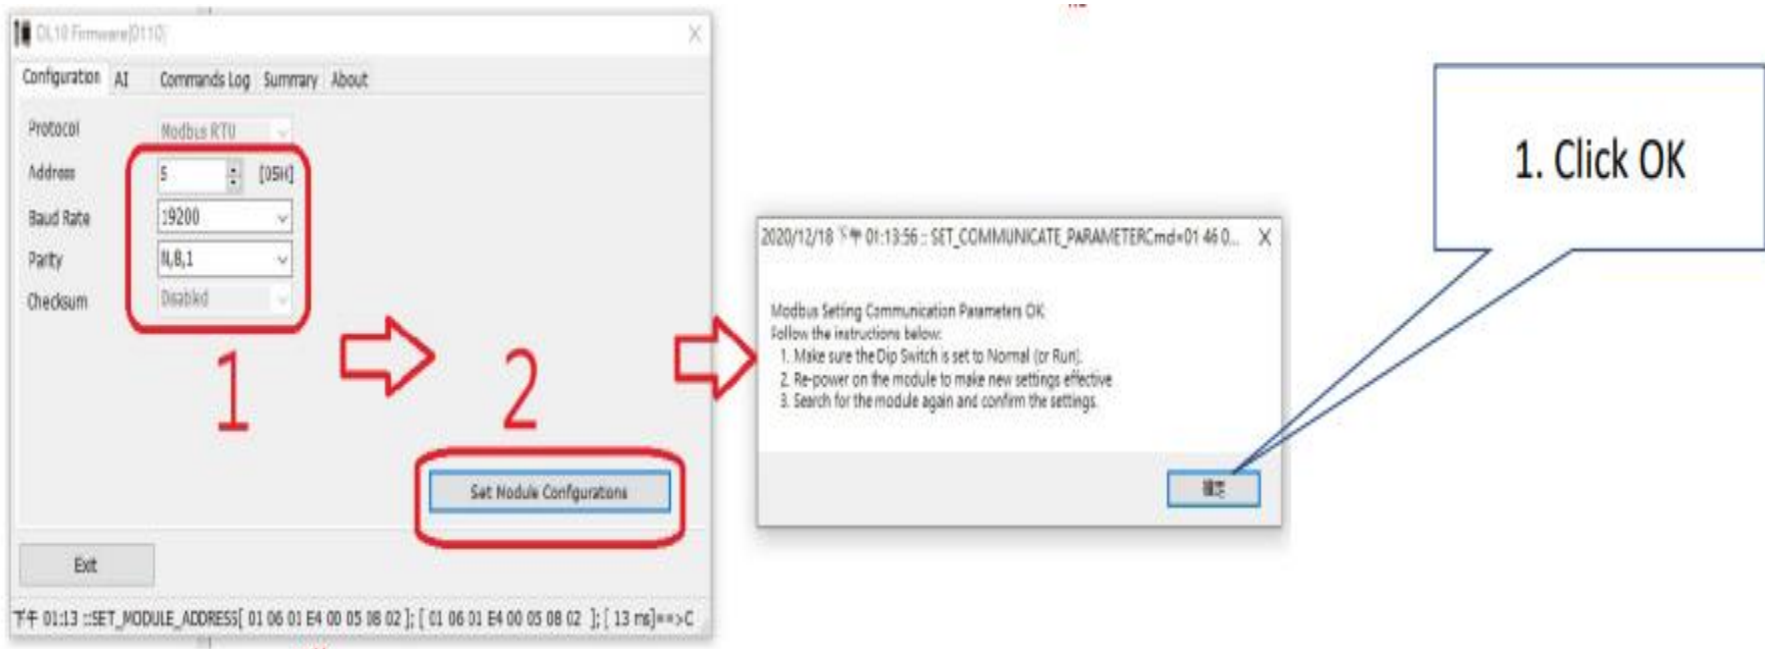 DL10 Firmware[0110]
Configuration AI Commands Log Summary About
Protocol Modbus RTU
Address 5 [05H]
Baud Rate 19200
Parity N,8,1
Checksum Disabled
1
2
Set Module Configurations
Exit
下午 01:13 ::SET_MODULE_ADDRESS[ 01 06 01 E4 00 05 08 02 ]; [ 01 06 01 E4 00 05 08 02 ]; [ 13 ms]==>C
2020/12/18 下午 01:13:56 :: SET_COMMUNICATE_PARAMETERCmd=01 46 0...
Modbus Setting Communication Parameters OK
Follow the instructions below:
1. Make sure the Dip Switch is set to Normal (or Run).
2. Re-power on the module to make new settings effective
3. Search for the module again and confirm the settings.
確定
1. Click OK